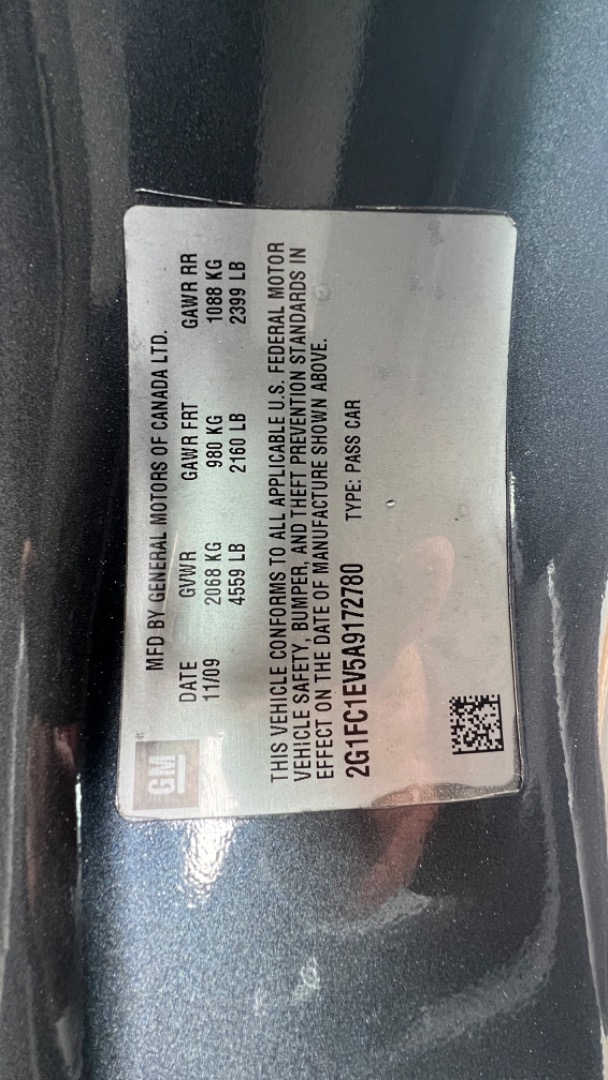 GM
MFD BY GENERAL MOTORS OF CANADA LTD.
DATE GVWR GAWR FRT GAWR RR
11/09 2068 KG 980 KG 1088 KG
4559 LB 2160 LB 2399 LB
THIS VEHICLE CONFORMS TO ALL APPLICABLE U.S. FEDERAL MOTOR
VEHICLE SAFETY, BUMPER, AND THEFT PREVENTION STANDARDS IN
EFFECT ON THE DATE OF MANUFACTURE SHOWN ABOVE.
2G1FC1EV5A9172780 TYPE: PASS CAR